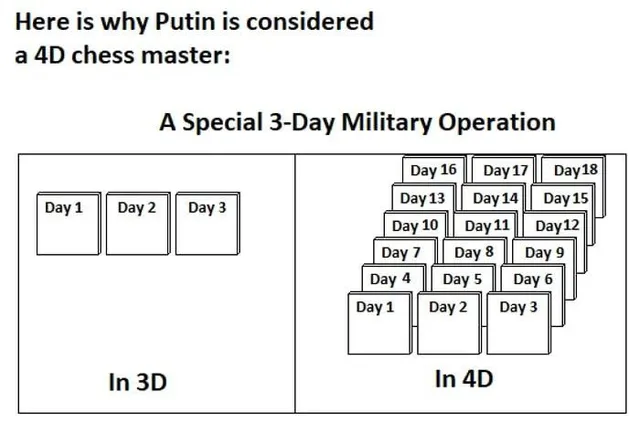 Here is why Putin is considered
a 4D chess master:
A Special 3-Day Military Operation
Day 1 Day 2 Day 3
In 3D
Day 16 Day 17 Day 18
Day 13 Day 14 Day 15
Day 10 Day 11 Day 12
Day 7 Day 8 Day 9
Day 4 Day 5 Day 6
Day 1 Day 2 Day 3
In 4D